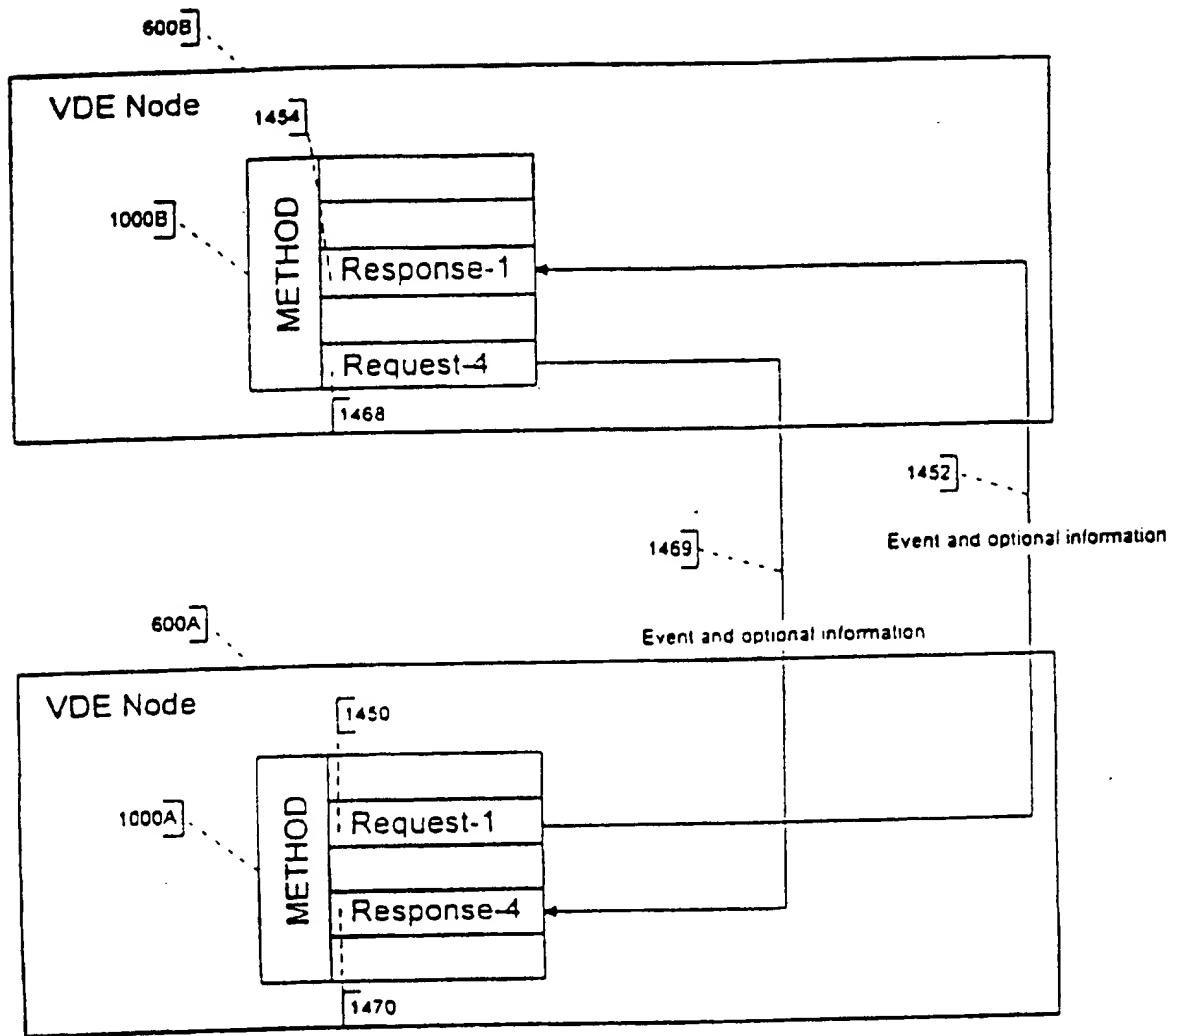 600B
VDE Node
1454
1000B
METHOD
Response-1
Request-4
1468
1452
Event and optional information
1469
Event and optional information
600A
VDE Node
1450
1000A
METHOD
Request-1
Response-4
1470